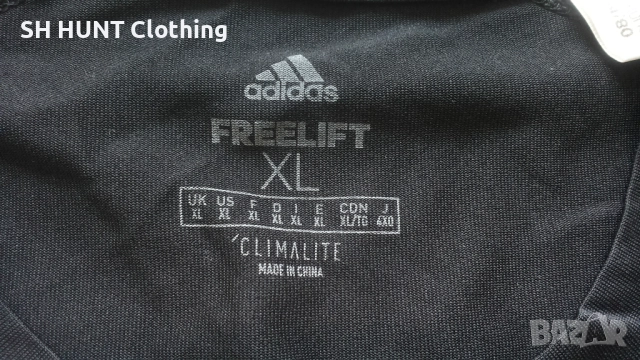 SH HUNT Clothing
adidas
FREELIFT
XL
UK US F D I E CDN J
XL XL XL XL XL XL XL/TG 4XO
CLIMALITE
MADE IN CHINA
BAZAR